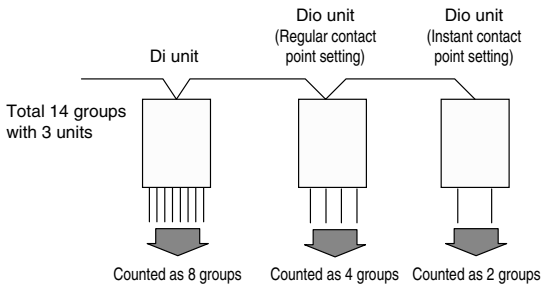 Di unit
Dio unit
(Regular contact
point setting)
Dio unit
(Instant contact
point setting)
Total 14 groups
with 3 units
Counted as 8 groups
Counted as 4 groups
Counted as 2 groups